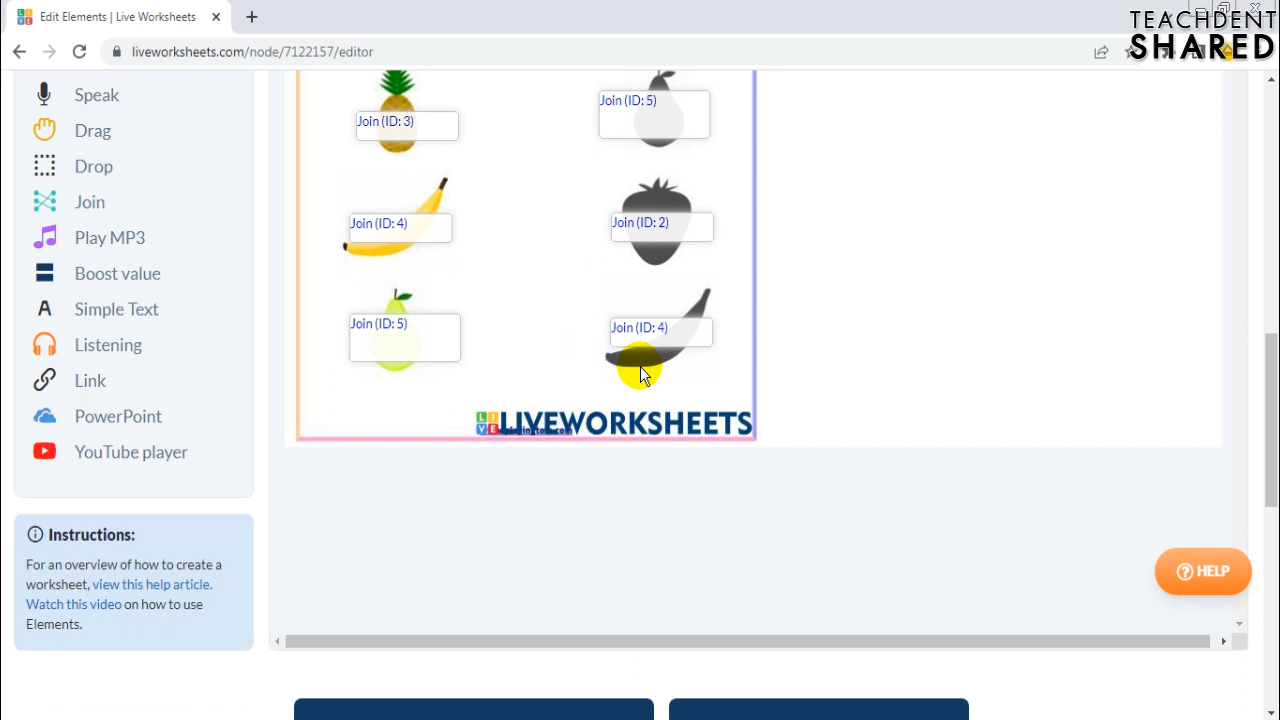 Edit Elements | Live Worksheets
TEACHDENT
SHARED
liveworksheets.com/node/7122157/editor
Speak
Drag
Drop
Join
Play MP3
Boost value
Simple Text
Listening
Link
PowerPoint
YouTube player
Instructions:
For an overview of how to create a
worksheet, view this help article.
Watch this video on how to use
Elements.
Join (ID: 3)
Join (ID: 5)
Join (ID: 4)
Join (ID: 2)
Join (ID: 5)
Join (ID: 4)
LIVE
LIVEWORKSHEETS
HELP